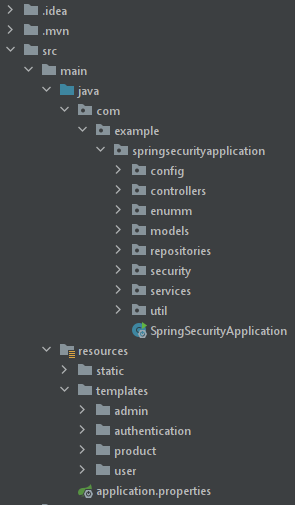 .idea
.mvn
src
main
java
com
example
springsecurityapplication
config
controllers
enumm
models
repositories
security
services
util
SpringSecurityApplication
resources
static
templates
admin
authentication
product
user
application.properties